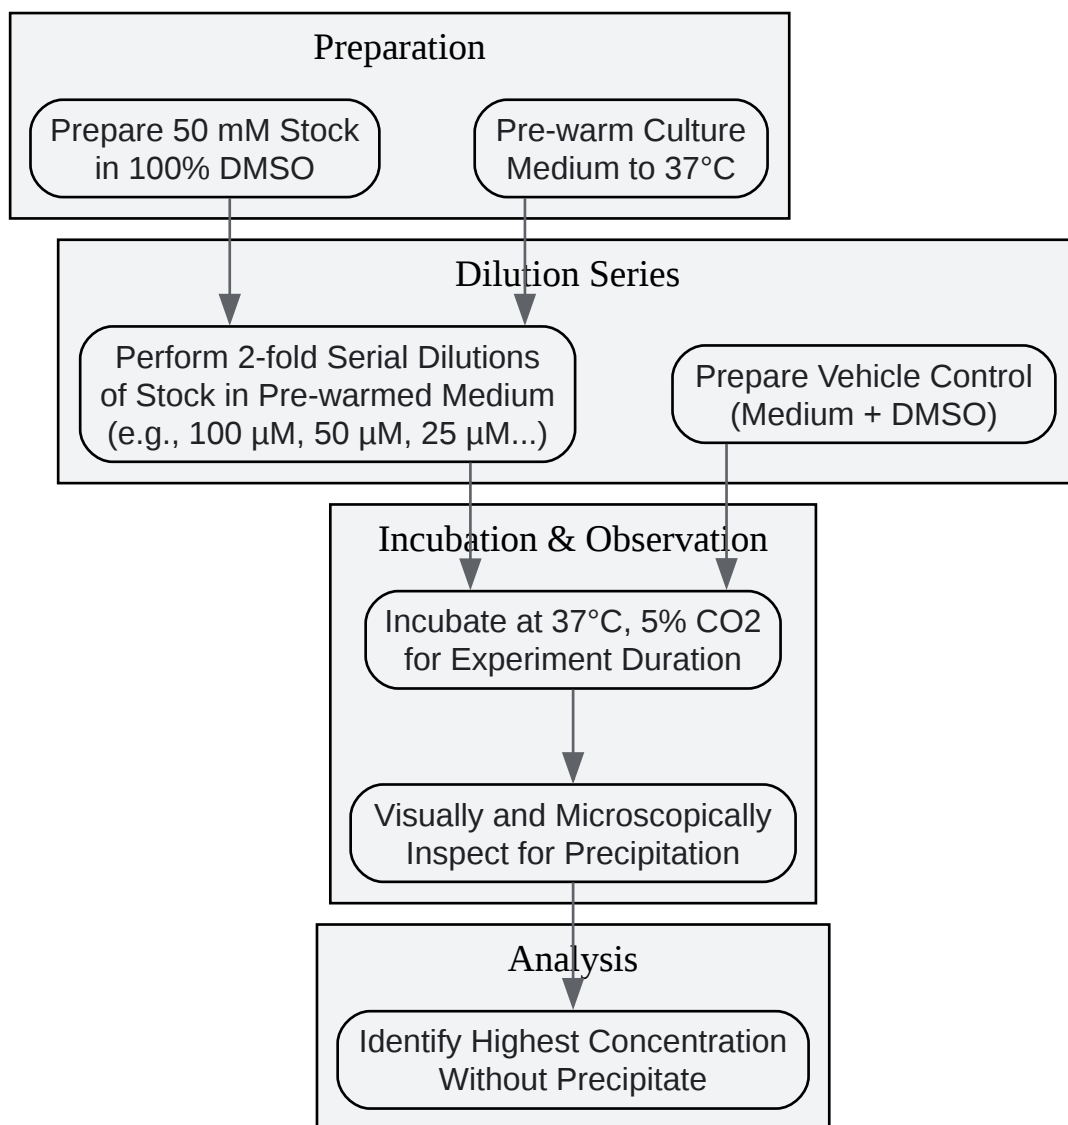 Preparation
Prepare 50 mM Stock
in 100% DMSO
Pre-warm Culture
Medium to 37°C
Dilution Series
Perform 2-fold Serial Dilutions
of Stock in Pre-warmed Medium
(e.g., 100 µM, 50 µM, 25 µM...)
Prepare Vehicle Control
(Medium + DMSO)
Incubation & Observation
Incubate at 37°C, 5% CO2
for Experiment Duration
Visually and Microscopically
Inspect for Precipitation
Analysis
Identify Highest Concentration
Without Precipitate